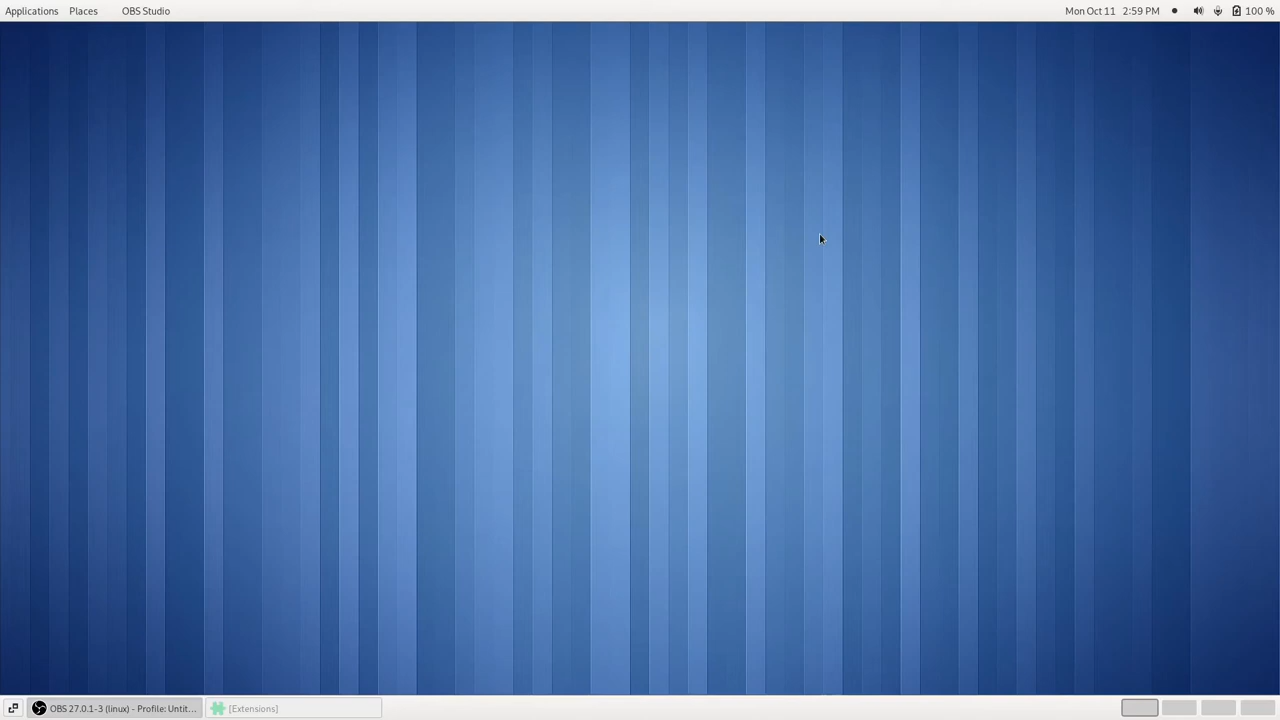 Applications Places OBS Studio Mon Oct 11 2:59 PM 100 %
OBS 27.0.1-3 (linux) - Profile: Untit... [Extensions]